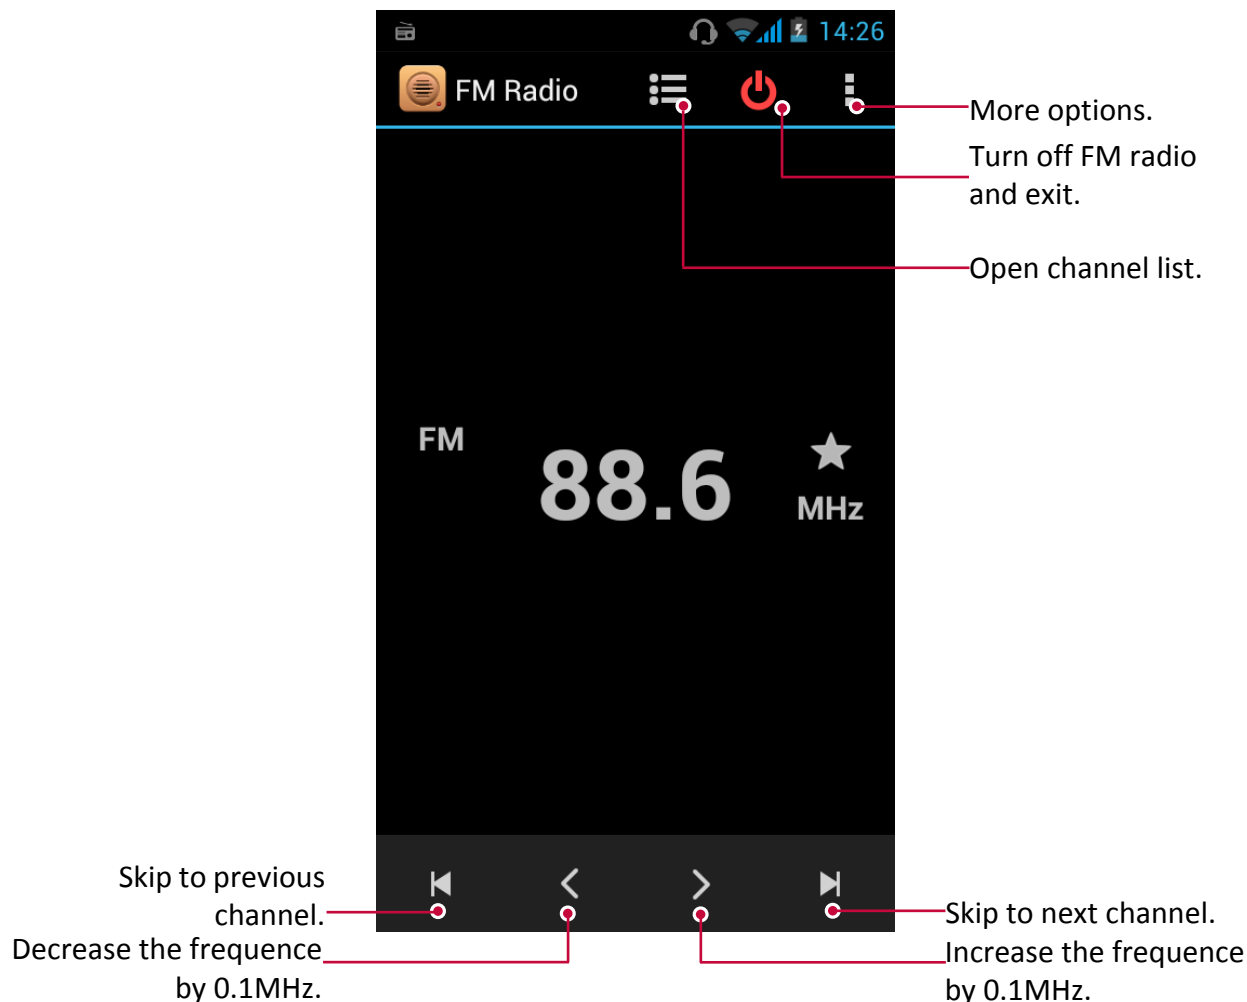 14:26
FM Radio
More options.
Turn off FM radio
and exit.
Open channel list.
FM
88.6
MHz
Skip to previous
channel.
Decrease the frequence
by 0.1MHz.
Skip to next channel.
Increase the frequence
by 0.1MHz.